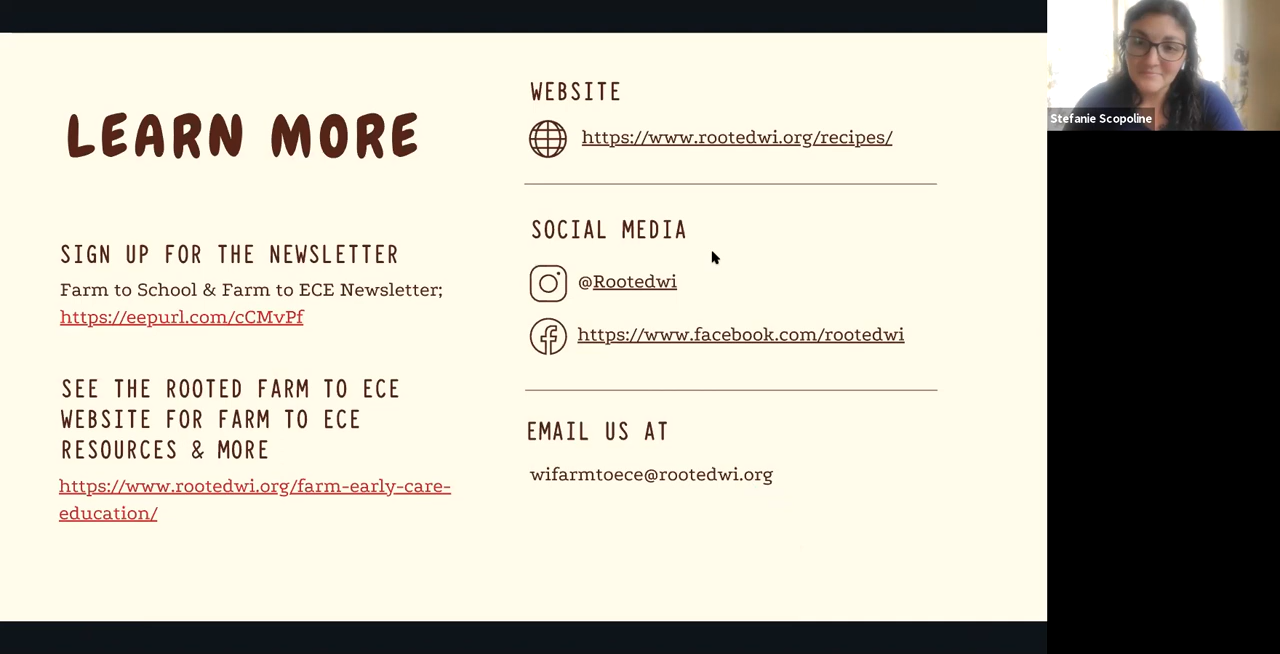 LEARN MORE
SIGN UP FOR THE NEWSLETTER
Farm to School & Farm to ECE Newsletter;
https://eepurl.com/cCMvPf
SEE THE ROOTED FARM TO ECE
WEBSITE FOR FARM TO ECE
RESOURCES & MORE
https://www.rootedwi.org/farm-early-care-
education/
WEBSITE
https://www.rootedwi.org/recipes/
SOCIAL MEDIA
@Rootedwi
https://www.facebook.com/rootedwi
EMAIL US AT
wifarmtoece@rootedwi.org
Stefanie Scopoline